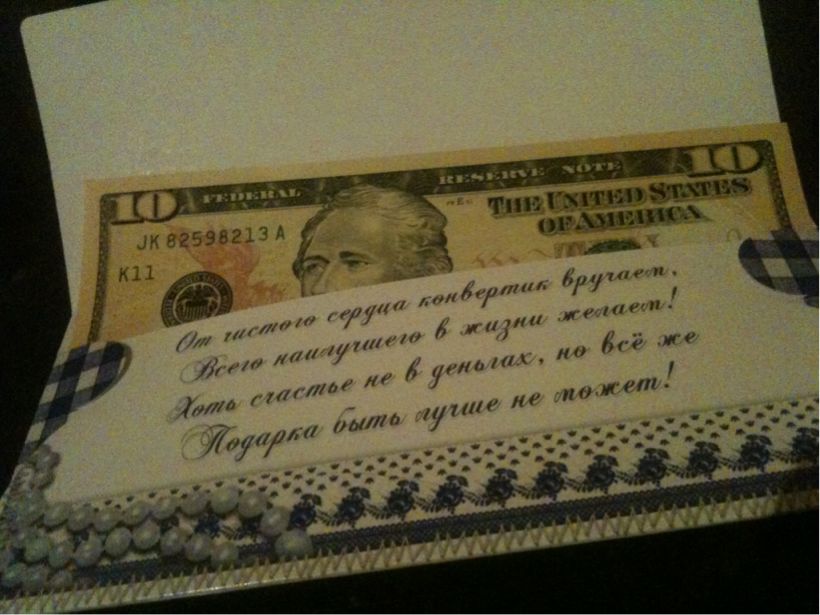 10 FEDERAL RESERVE NOTE 10
THE UNITED STATES
OF AMERICA
JK 82598213 A
K11
От чистого сердца конвертик вручаем,
Всего наилучшего в жизни желаем!
Хоть счастье не в деньгах, но всё же
Подарка быть лучше не может!